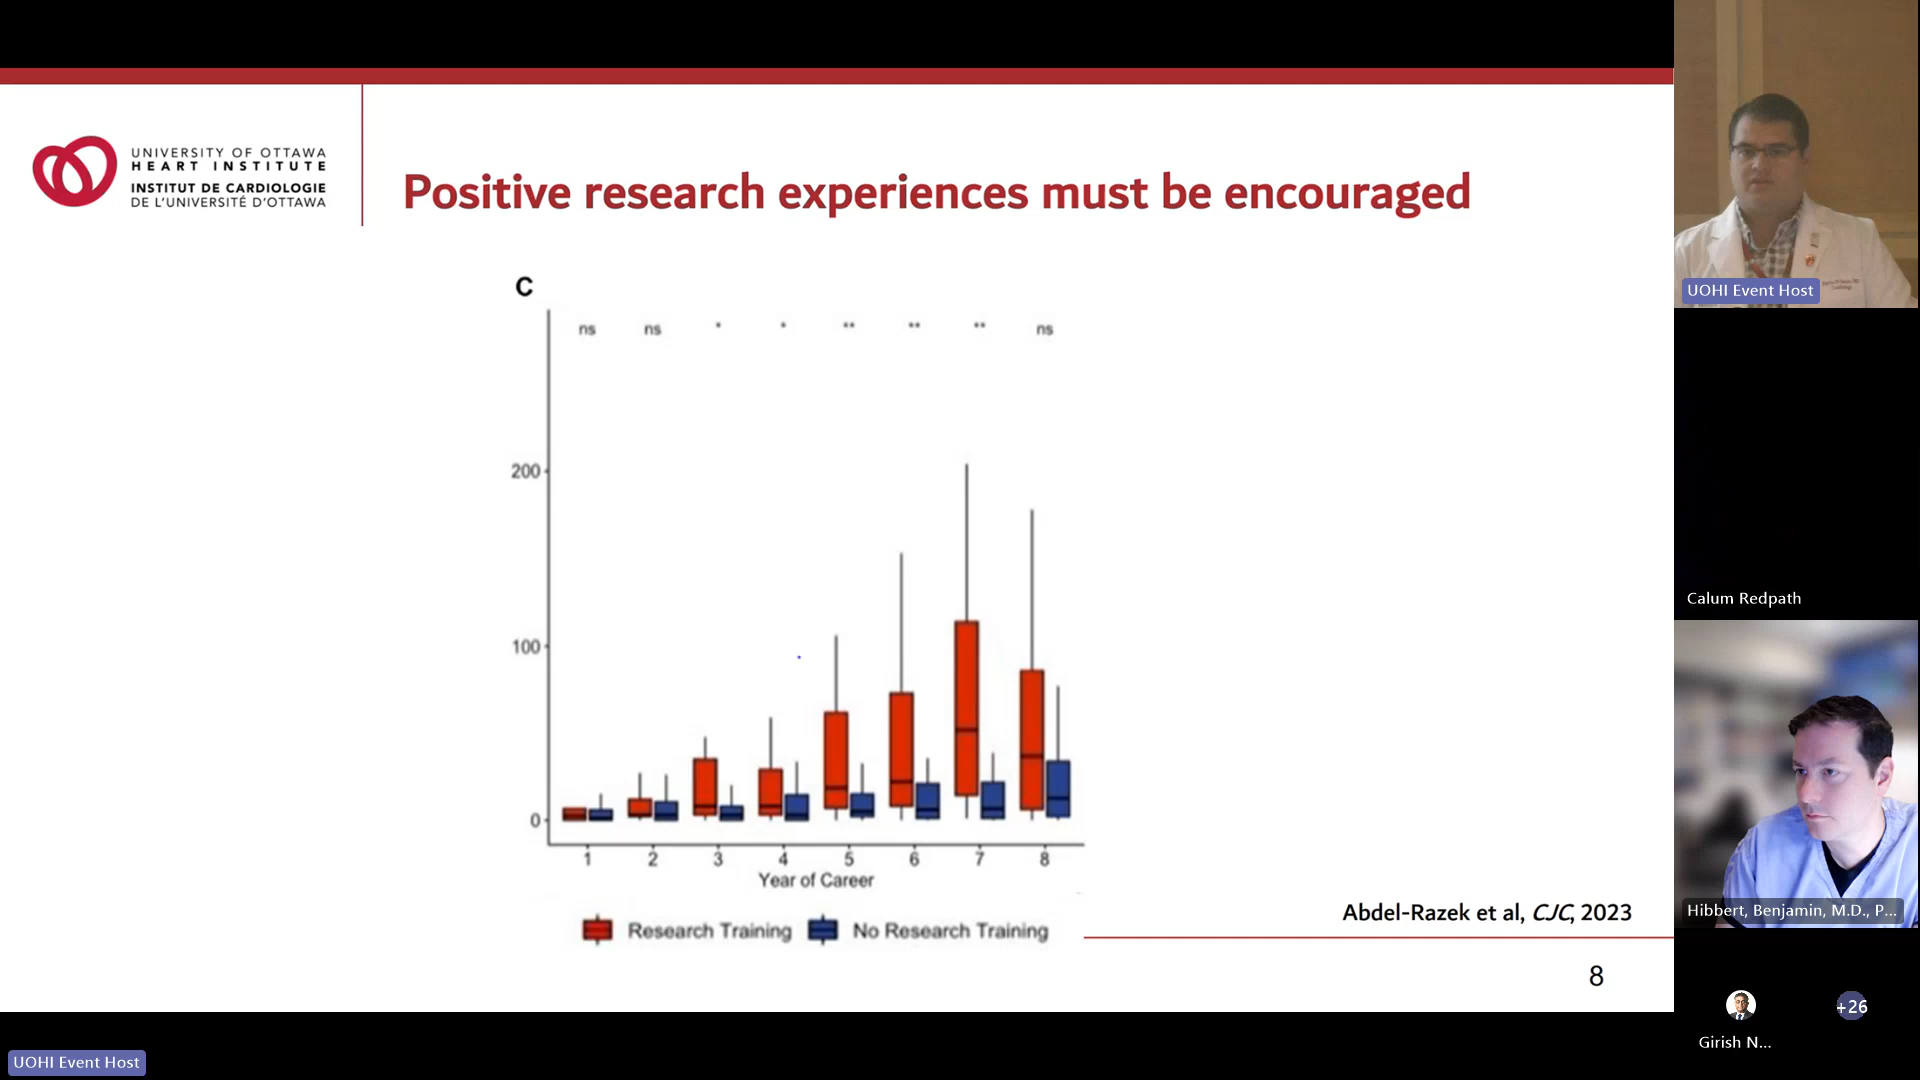 UNIVERSITY OF OTTAWA
HEART INSTITUTE
INSTITUT DE CARDIOLOGIE
DE L'UNIVERSITÉ D'OTTAWA
Positive research experiences must be encouraged
C
ns ns * * ** ** ** ns
200
100
0
1 2 3 4 5 6 7 8
Year of Career
Research Training No Research Training
Abdel-Razek et al, CJC, 2023
8
UOHI Event Host
UOHI Event Host
Calum Redpath
Hibbert, Benjamin, M.D., P...
+26
Girish N...